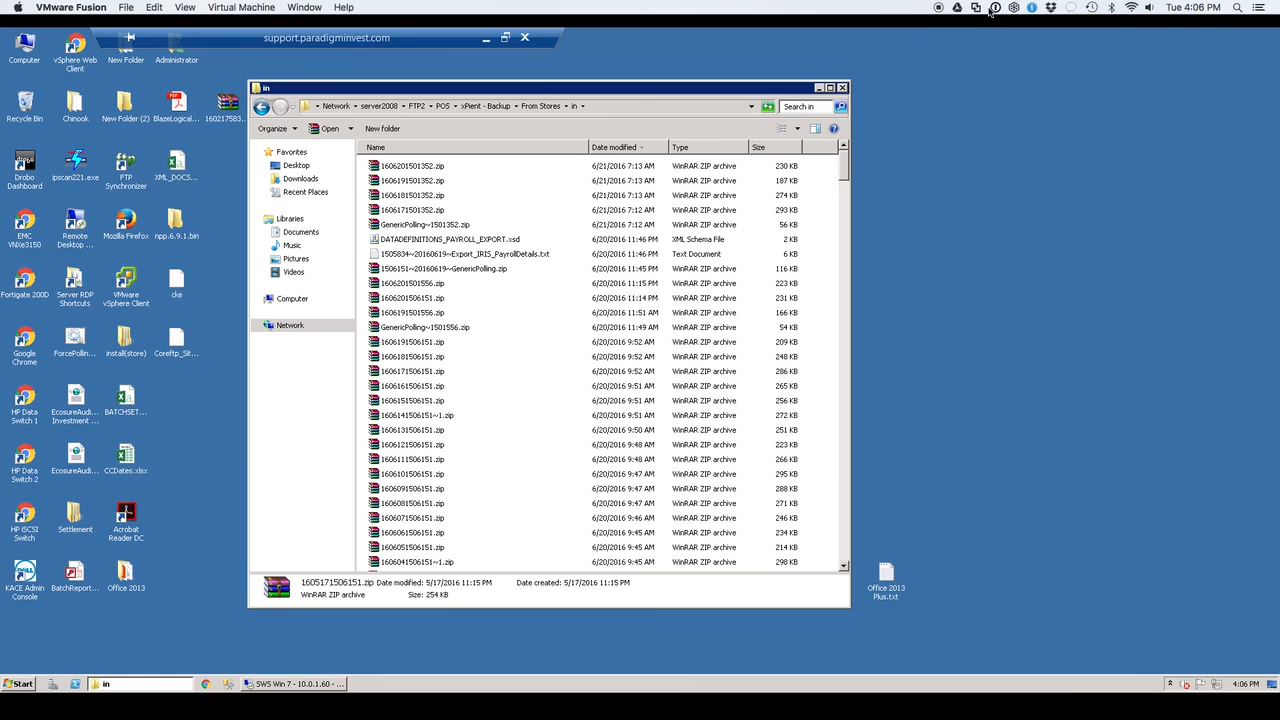 VMware Fusion File Edit View Virtual Machine Window Help Tue 4:06 PM
support.paradigminvest.com
Computer
vSphere Web Client
New Folder
Administrator
Recycle Bin
Chinook
New Folder (2)
BlazeLogical...
160217583...
Drobo Dashboard
ipscan221.exe
FTP Synchronizer
XML_DOCS...
EMC VNXe3150
Remote Desktop ...
Mozilla Firefox
npp.6.9.1.bin
Fortigate 200D
Server RDP Shortcuts
VMware vSphere Client
cke
Google Chrome
ForcePollin...
install(store)
Coreftp_Sit...
HP Data Switch 1
EcosureAudi... Investment ...
BATCHSET...
HP Data Switch 2
EcosureAudi...
CCDates.xlsx
HP iSCSI Switch
Settlement
Acrobat Reader DC
KACE Admin Console
BatchReport...
Office 2013
Office 2013 Plus.txt
in
Network server2008 FTP2 POS xPient - Backup From Stores in Search in
Organize Open New folder
Favorites
Desktop
Downloads
Recent Places
Libraries
Documents
Music
Pictures
Videos
Computer
Network
Name Date modified Type Size
1606201501352.zip 6/21/2016 7:13 AM WinRAR ZIP archive 230 KB
1606191501352.zip 6/21/2016 7:13 AM WinRAR ZIP archive 187 KB
1606181501352.zip 6/21/2016 7:13 AM WinRAR ZIP archive 274 KB
1606171501352.zip 6/21/2016 7:12 AM WinRAR ZIP archive 293 KB
GenericPolling~1501352.zip 6/21/2016 7:12 AM WinRAR ZIP archive 56 KB
DATADEFINITIONS_PAYROLL_EXPORT.xsd 6/20/2016 11:46 PM XML Schema File 2 KB
1505834~20160619~Export_IRIS_PayrollDetails.txt 6/20/2016 11:46 PM Text Document 6 KB
1506151~20160619~GenericPolling.zip 6/20/2016 11:45 PM WinRAR ZIP archive 116 KB
1606201501556.zip 6/20/2016 11:15 PM WinRAR ZIP archive 223 KB
1606201506151.zip 6/20/2016 11:14 PM WinRAR ZIP archive 231 KB
1606191501556.zip 6/20/2016 11:51 AM WinRAR ZIP archive 166 KB
GenericPolling~1501556.zip 6/20/2016 11:49 AM WinRAR ZIP archive 54 KB
1606191506151.zip 6/20/2016 9:52 AM WinRAR ZIP archive 209 KB
1606181506151.zip 6/20/2016 9:52 AM WinRAR ZIP archive 248 KB
1606171506151.zip 6/20/2016 9:52 AM WinRAR ZIP archive 286 KB
1606161506151.zip 6/20/2016 9:51 AM WinRAR ZIP archive 265 KB
1606151506151.zip 6/20/2016 9:51 AM WinRAR ZIP archive 256 KB
1606141506151~1.zip 6/20/2016 9:51 AM WinRAR ZIP archive 272 KB
1606131506151.zip 6/20/2016 9:50 AM WinRAR ZIP archive 251 KB
1606121506151.zip 6/20/2016 9:48 AM WinRAR ZIP archive 223 KB
1606111506151.zip 6/20/2016 9:48 AM WinRAR ZIP archive 266 KB
1606101506151.zip 6/20/2016 9:47 AM WinRAR ZIP archive 295 KB
1606091506151.zip 6/20/2016 9:47 AM WinRAR ZIP archive 288 KB
1606081506151.zip 6/20/2016 9:47 AM WinRAR ZIP archive 271 KB
1606071506151.zip 6/20/2016 9:46 AM WinRAR ZIP archive 246 KB
1606061506151.zip 6/20/2016 9:45 AM WinRAR ZIP archive 234 KB
1606051506151.zip 6/20/2016 9:45 AM WinRAR ZIP archive 214 KB
1606041506151~1.zip 6/20/2016 9:45 AM WinRAR ZIP archive 298 KB
1605171506151.zip Date modified: 5/17/2016 11:15 PM Date created: 5/17/2016 11:15 PM
WinRAR ZIP archive Size: 254 KB
Start in SWS Win 7 - 10.0.1.60 - ... 4:06 PM